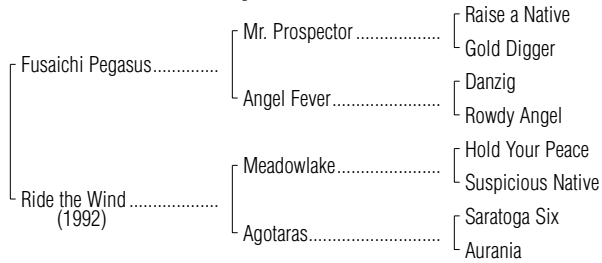 Raise a Native
Mr. Prospector ..................
Gold Digger
Fusaichi Pegasus..............
Danzig
Angel Fever.......................
Rowdy Angel
Hold Your Peace
Meadowlake......................
Suspicious Native
Ride the Wind ...................
(1992)
Saratoga Six
Agotaras............................
Aurania